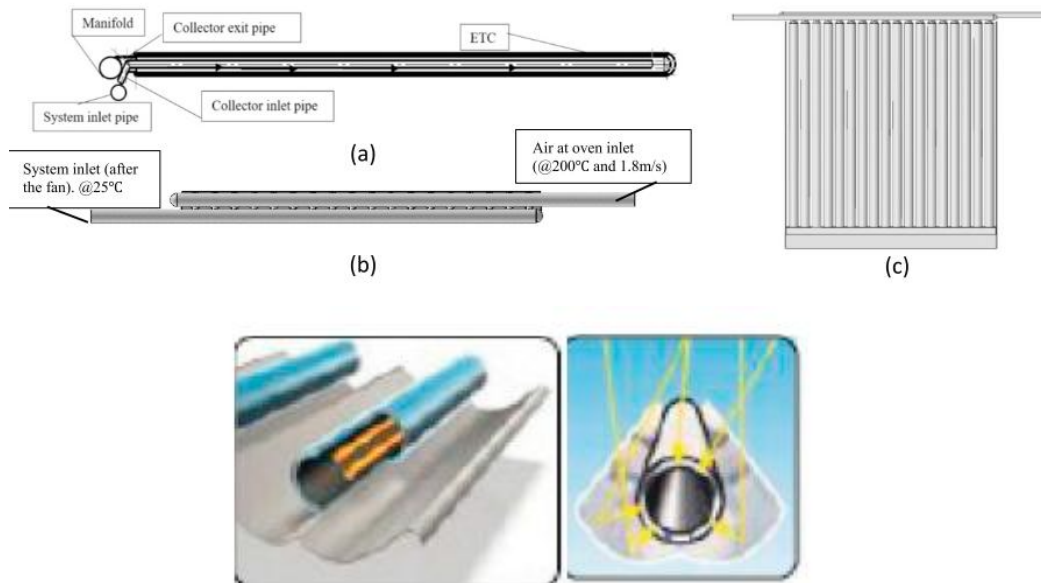 Manifold
Collector exit pipe
ETC
System inlet pipe
Collector inlet pipe
(a)
System inlet (after
the fan). @25℃
Air at oven inlet
(@200℃ and 1.8m/s)
(b)
(c)